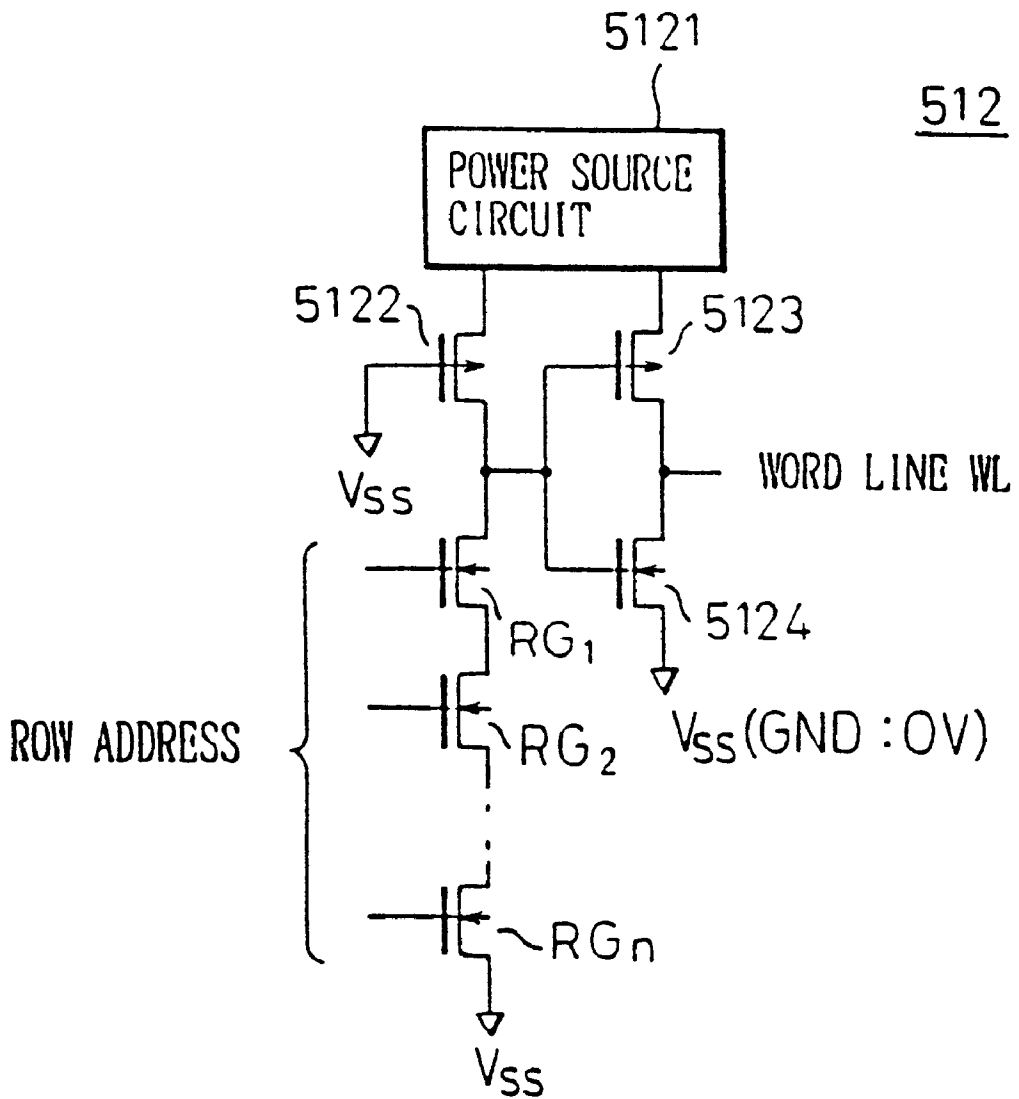 5121
512
POWER SOURCE
CIRCUIT
5122
5123
VSS
WORD LINE WL
RG1
5124
ROW ADDRESS
RG2
VSS(GND:0V)
RGn
VSS